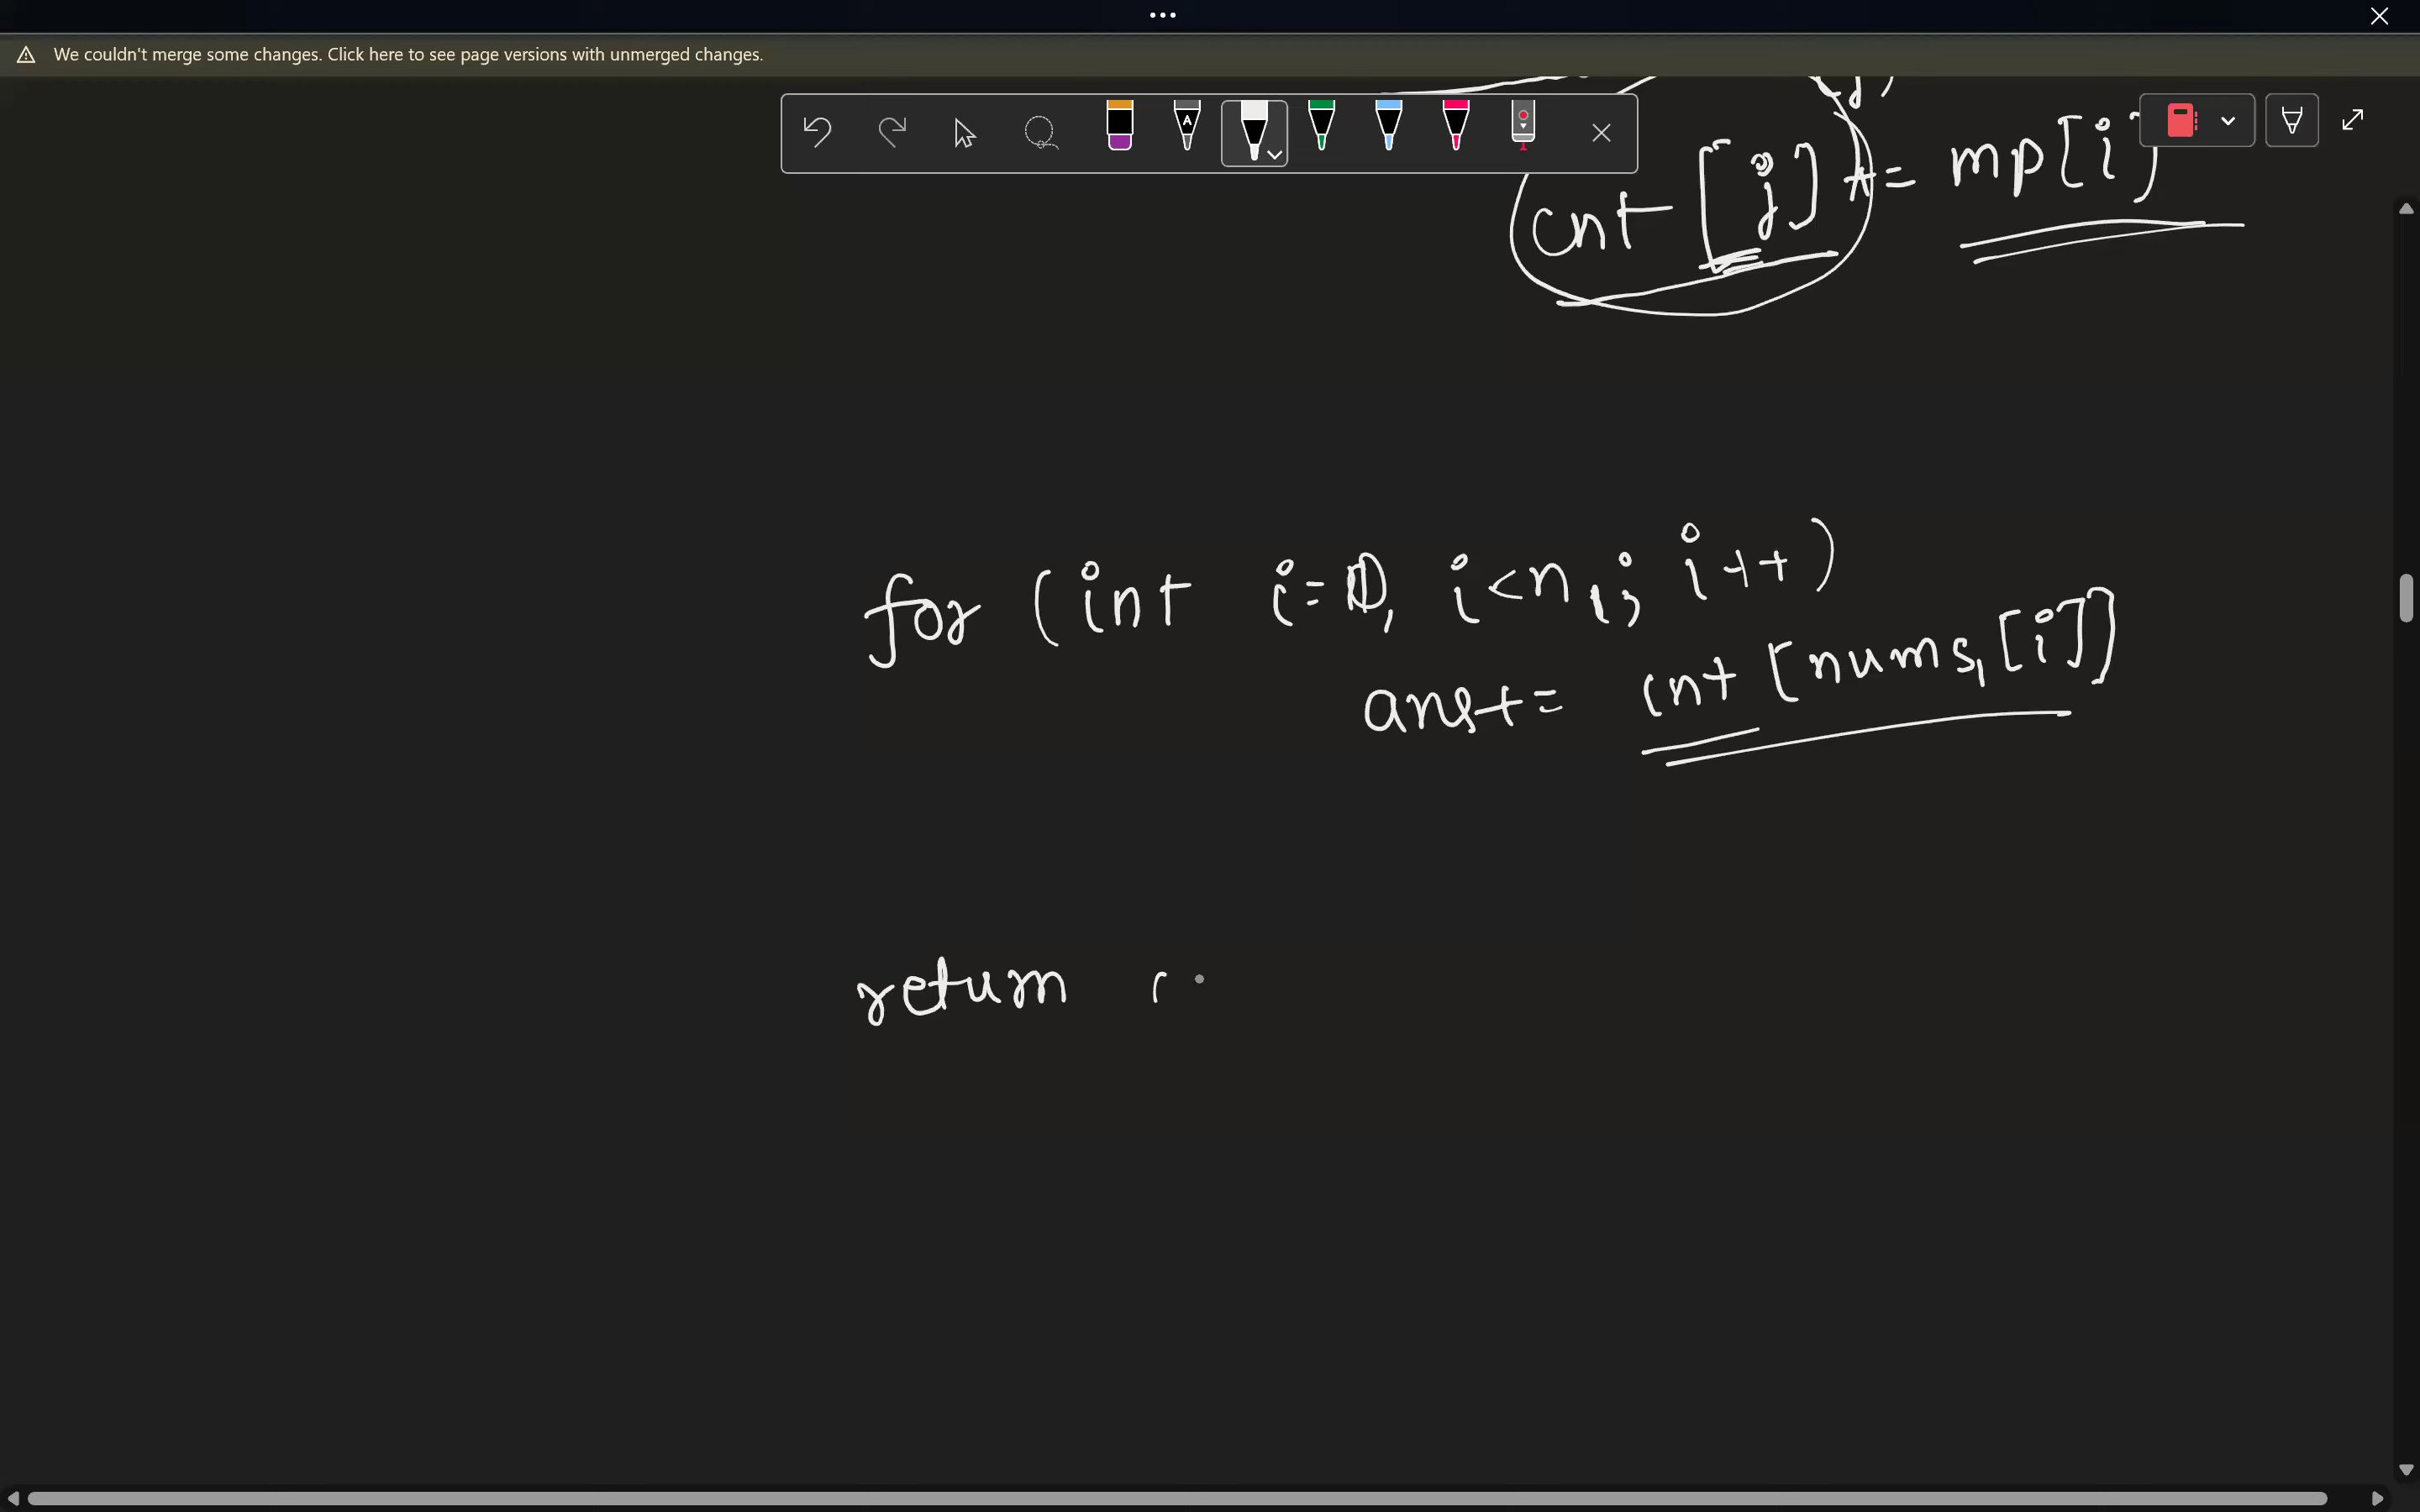 We couldn't merge some changes. Click here to see page versions with unmerged changes.
A
cnt [j] += mp[i]
for (int i=0, i<n1; i++)
ans+= cnt [nums1[i]]
return